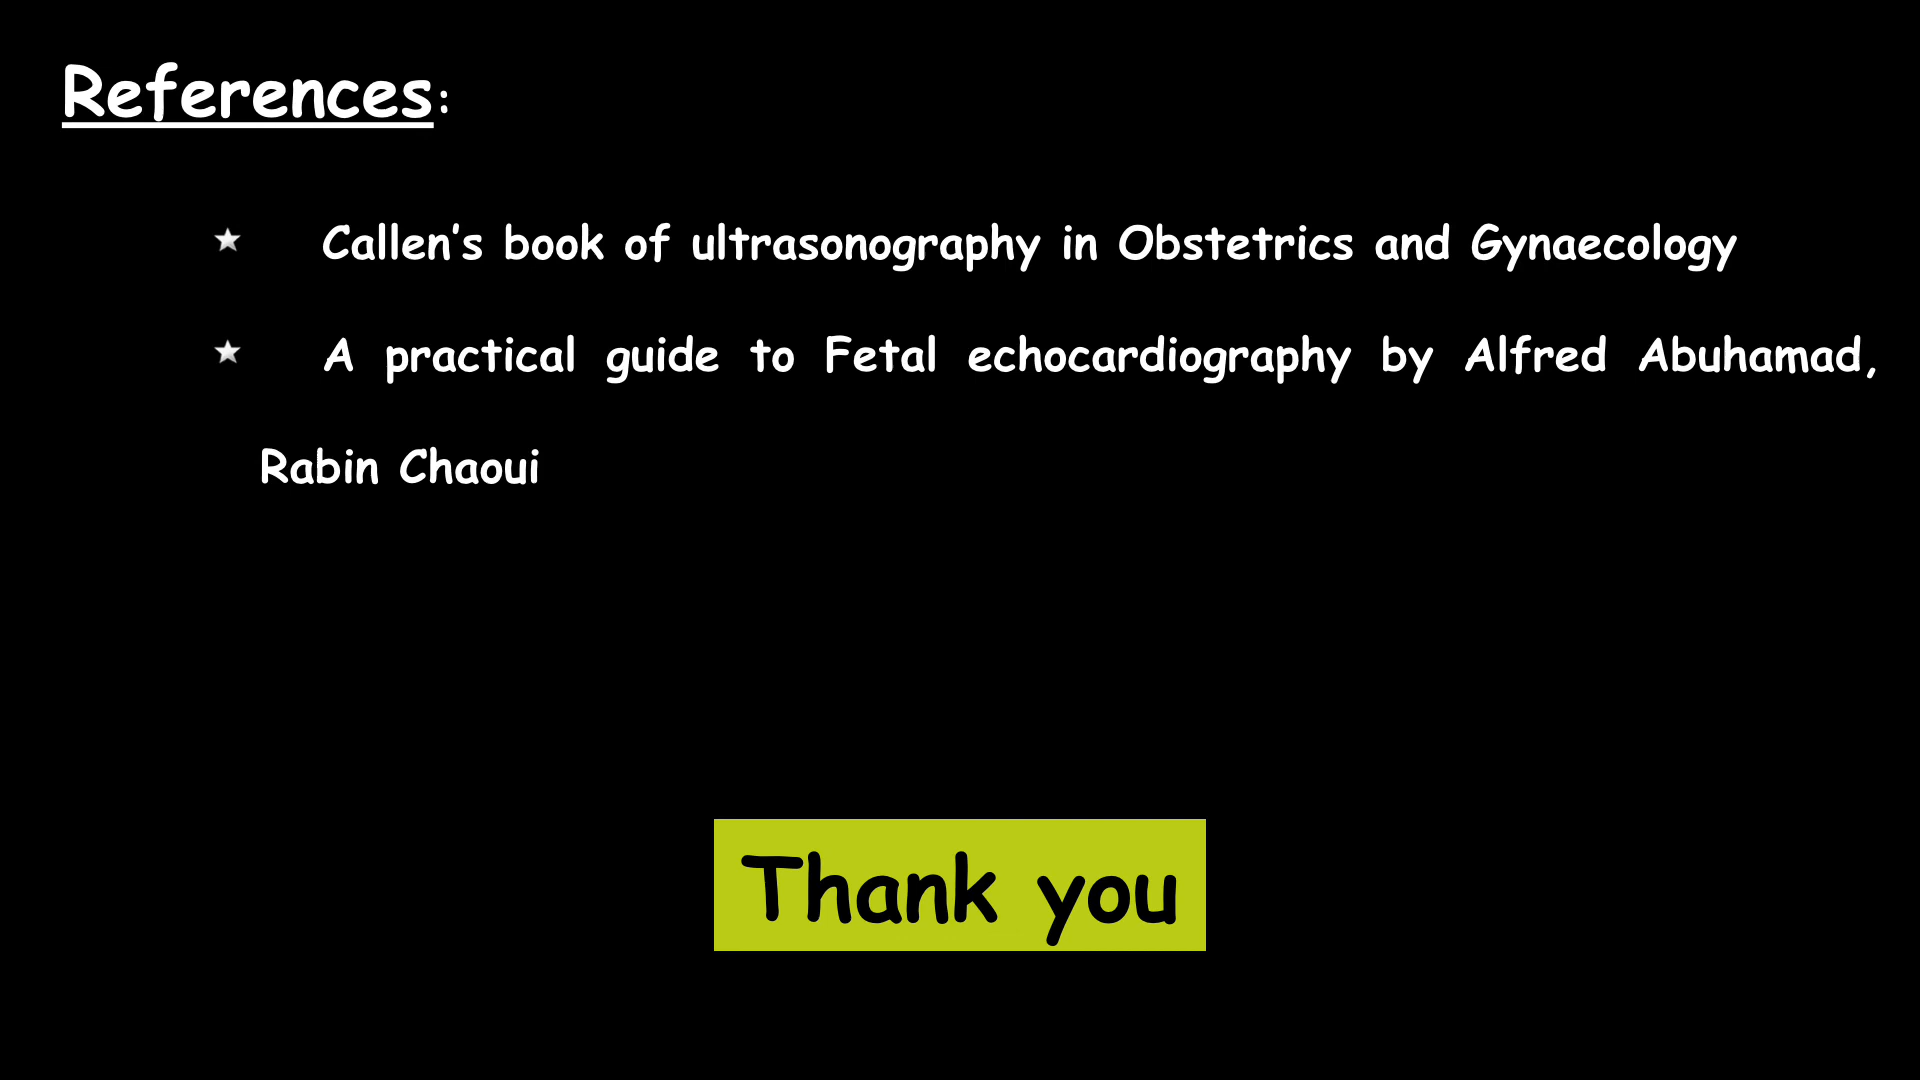 References:
★ Callen's book of ultrasonography in Obstetrics and Gynaecology
★ A practical guide to Fetal echocardiography by Alfred Abuhamad,
Rabin Chaoui
Thank you